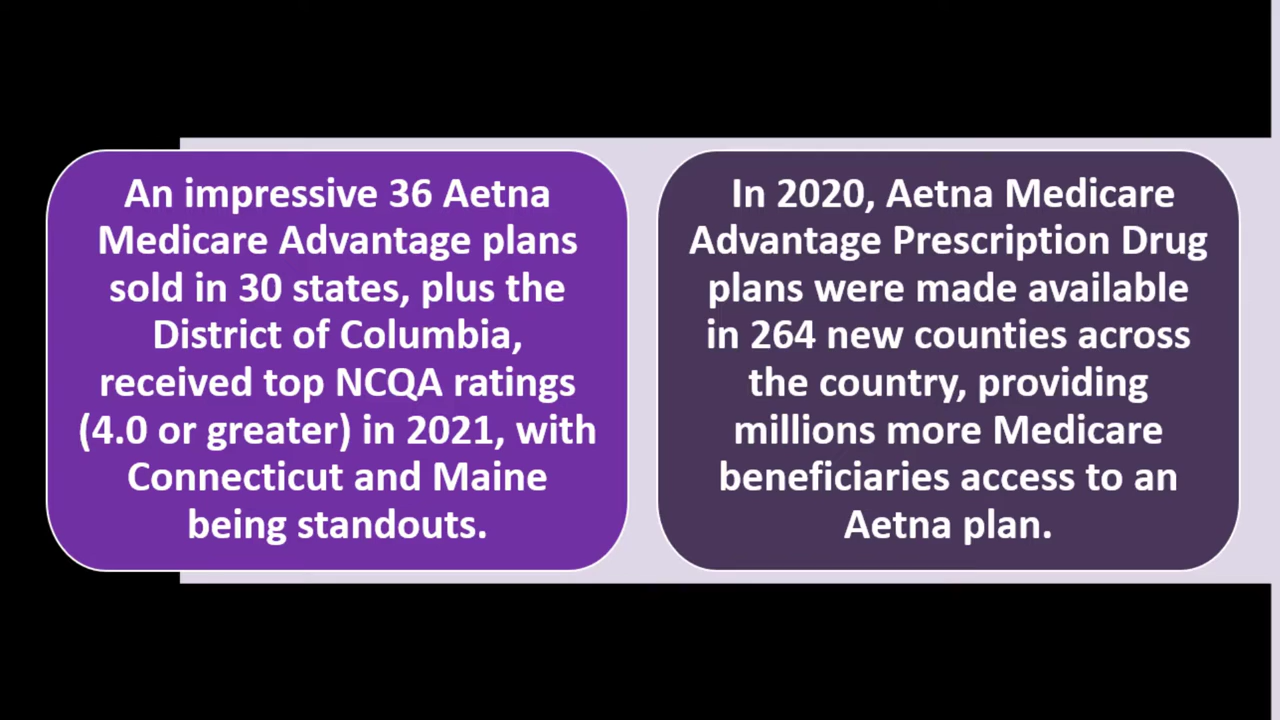 An impressive 36 Aetna
Medicare Advantage plans
sold in 30 states, plus the
District of Columbia,
received top NCQA ratings
(4.0 or greater) in 2021, with
Connecticut and Maine
being standouts.
In 2020, Aetna Medicare
Advantage Prescription Drug
plans were made available
in 264 new counties across
the country, providing
millions more Medicare
beneficiaries access to an
Aetna plan.